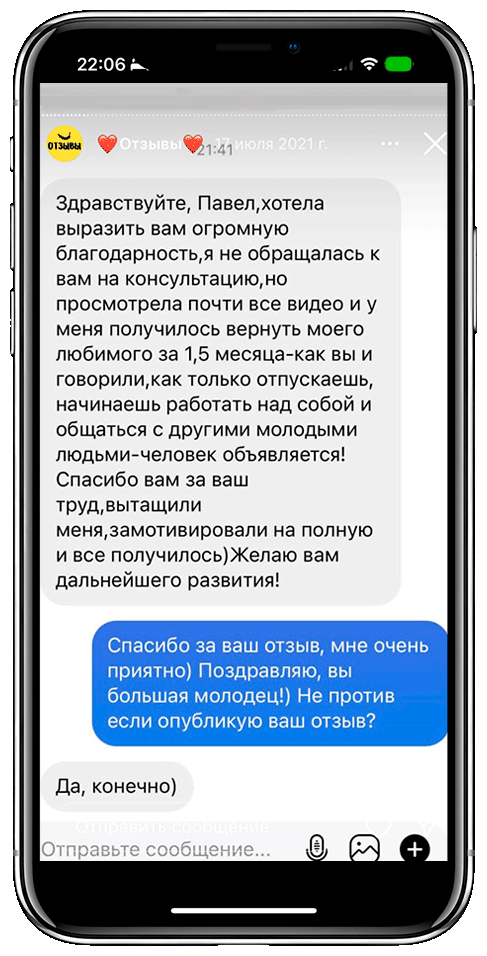 22:06
ОТЗЫВЫ
❤️Отзывы❤️ 17 июля 2021 г.
21:41
Здравствуйте, Павел,хотела
выразить вам огромную
благодарность,я не обращалась к
вам на консультацию,но
просмотрела почти все видео и у
меня получилось вернуть моего
любимого за 1,5 месяца-как вы и
говорили,как только отпускаешь,
начинаешь работать над собой и
общаться с другими молодыми
людьми-человек объявляется!
Спасибо вам за ваш
труд,вытащили
меня,замотивировали на полную
и все получилось)Желаю вам
дальнейшего развития!
Спасибо за ваш отзыв, мне очень
приятно) Поздравляю, вы
большая молодец!) Не против
если опубликую ваш отзыв?
Да, конечно)
Отправить сообщение
Отправьте сообщение...